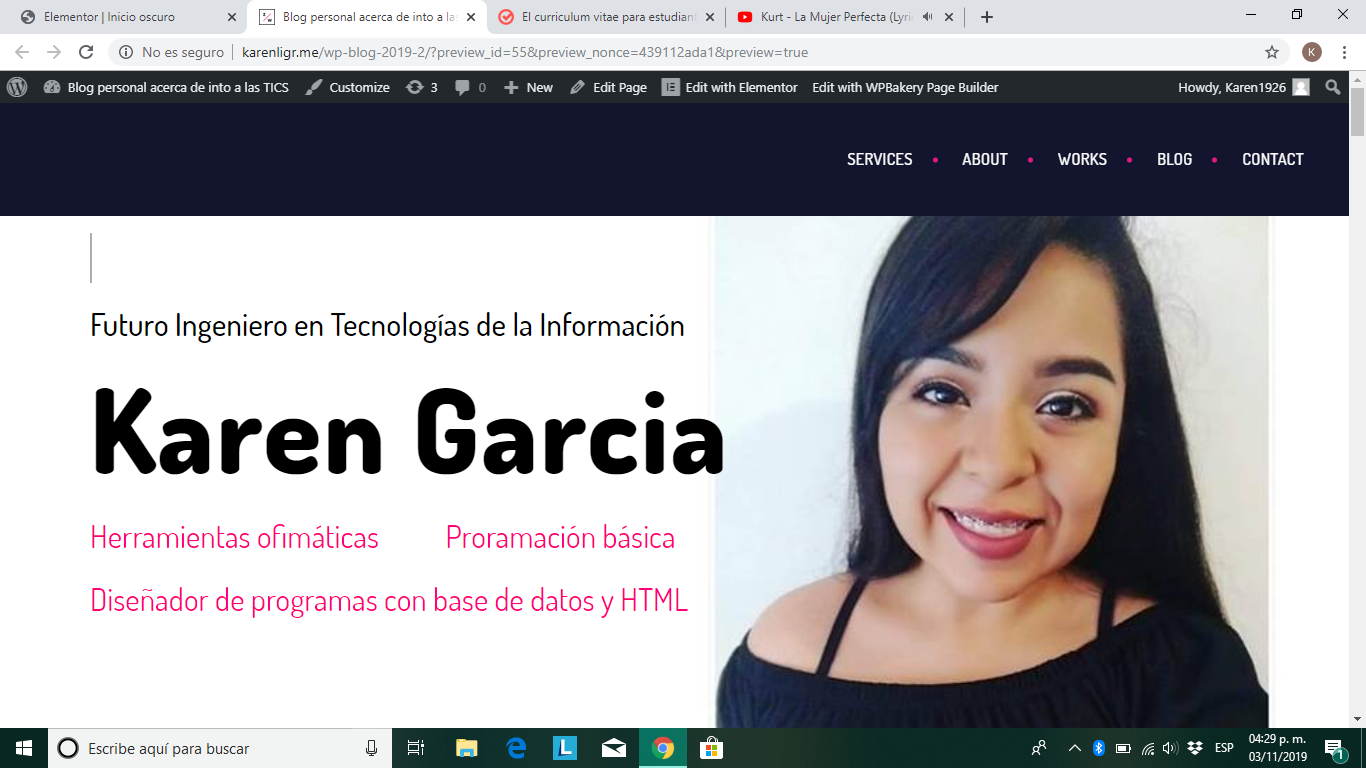 Elementor | Inicio oscuro
Blog personal acerca de into a la
El curriculum vitae para estudian
Kurt - La Mujer Perfecta (Lyri
No es seguro | karenligr.me/wp-blog-2019-2/?preview_id=55&preview_nonce=439112ada1&preview=true
K
Blog personal acerca de into a las TICS Customize 3 0 New Edit Page Edit with Elementor Edit with WPBakery Page Builder Howdy, Karen1926
SERVICES • ABOUT • WORKS • BLOG • CONTACT
Futuro Ingeniero en Tecnologías de la Información
Karen Garcia
Herramientas ofimáticas Proramación básica
Diseñador de programas con base de datos y HTML
Escribe aquí para buscar
L
ESP
04:29 p. m.
03/11/2019
1